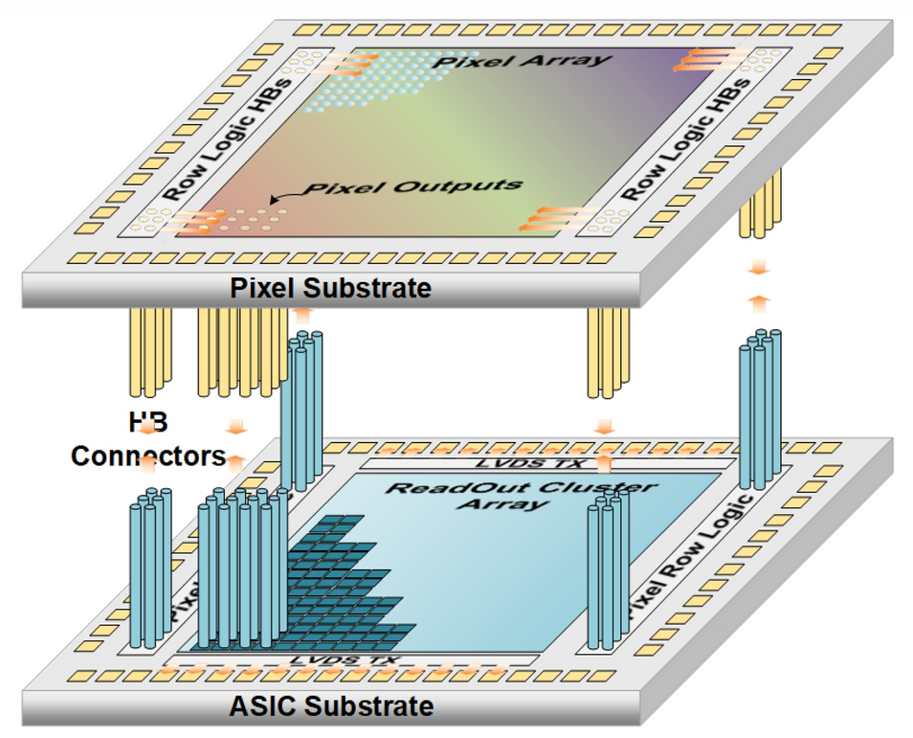 Pixel Array
Row Logic HBs
Row Logic HBs
Pixel Outputs
Pixel Substrate
HB
Connectors
LVDS TX
ReadOut Cluster
Array
Pixel Row Logic
LVDS TX
ASIC Substrate